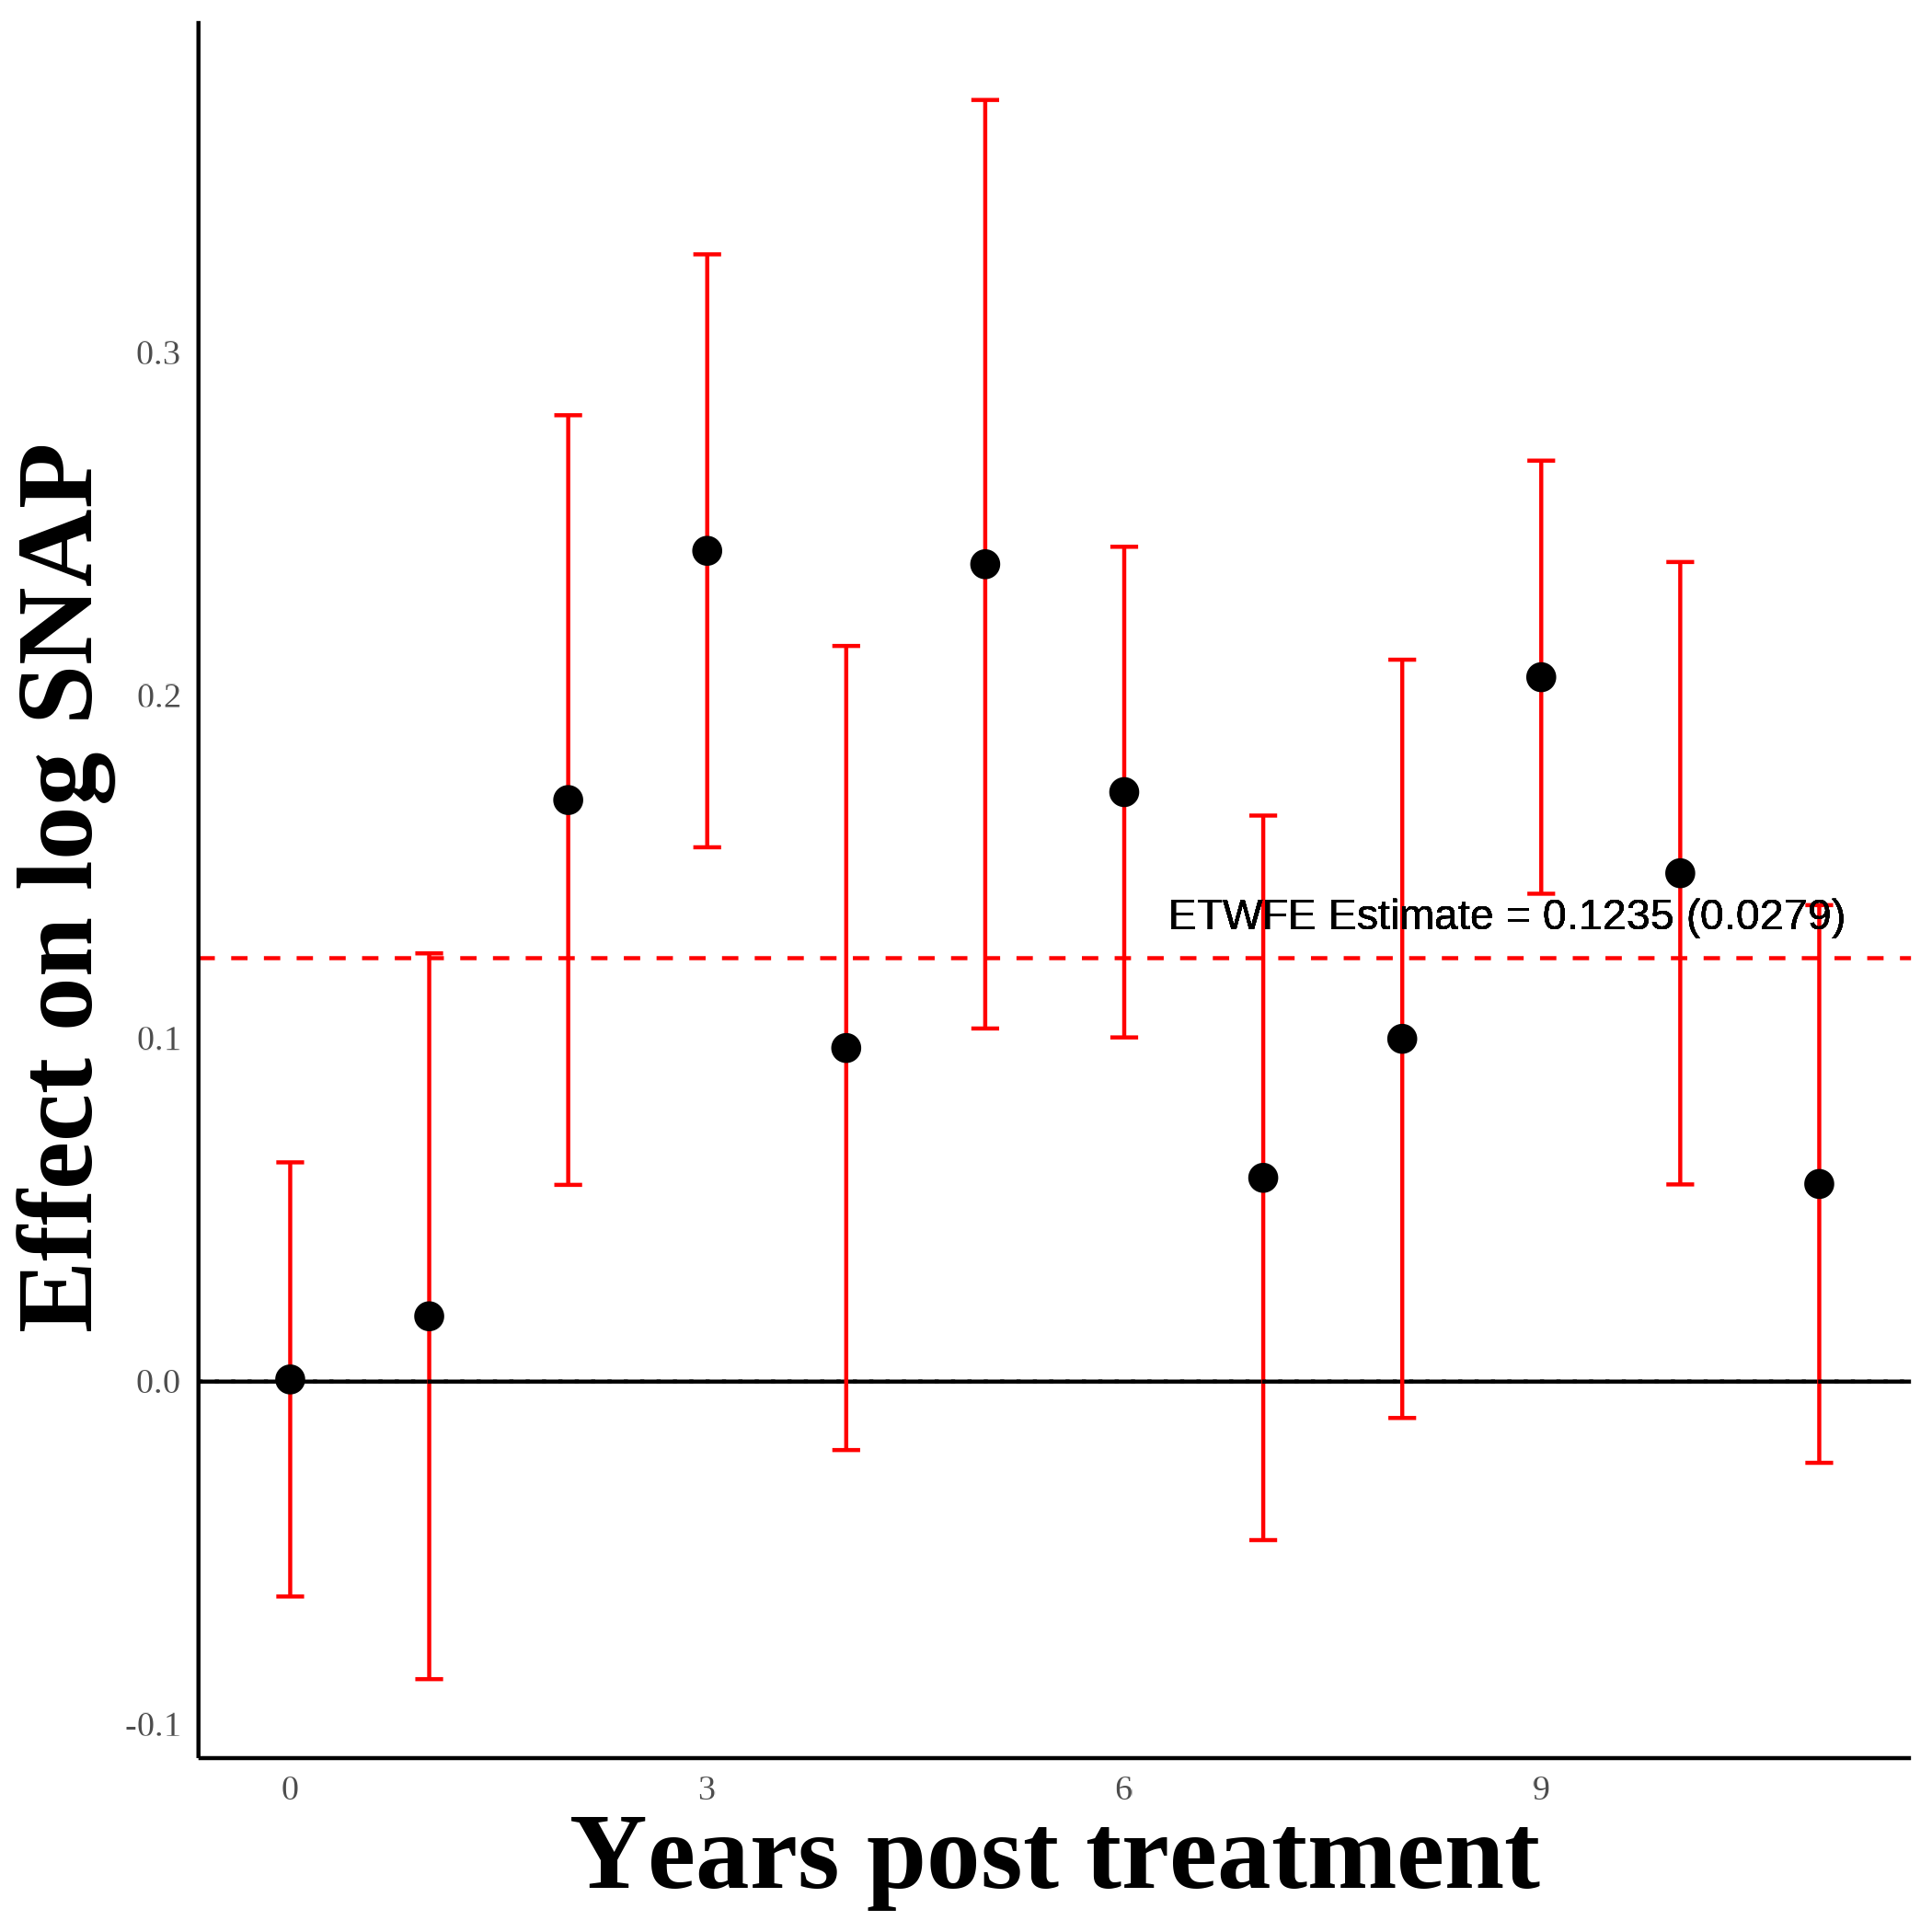 Effect on log SNAP
0.3
0.2
0.1
0.0
-0.1
ETWFE Estimate = 0.1235 (0.0279)
0 3 6 9
Years post treatment